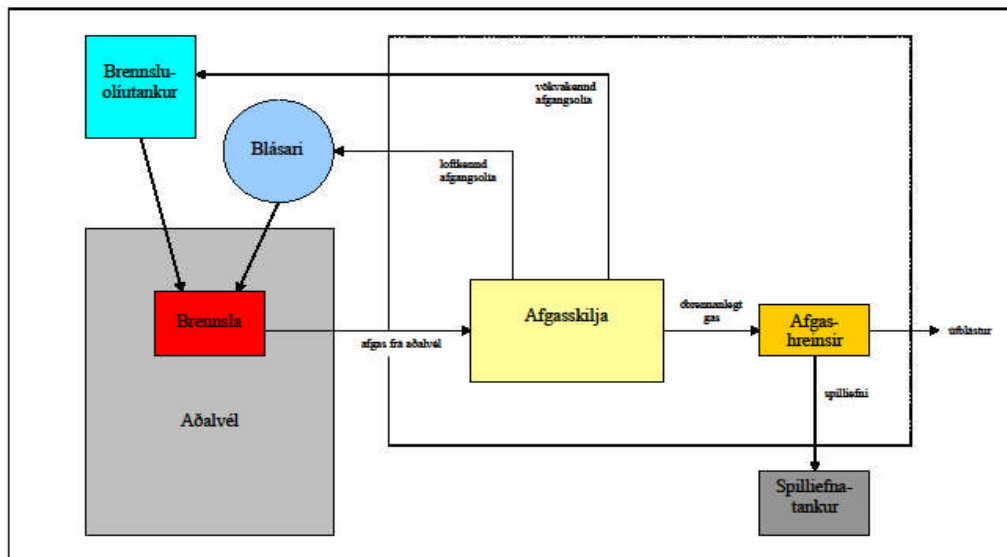 Brennslu-
olíutankur
vökvakennd
afgangsolía
Blásari
loftkennd
afgangsolía
Brennsla
afgas frá aðalvél
Afgasskilja
óbrennanlegt
gas
Afgas-
hreinsir
útblástur
Aðalvél
spilliefni
Spilliefna-
tankur